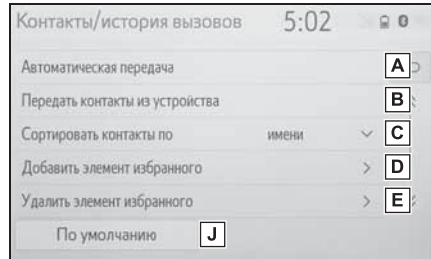 Контакты/история вызовов 5:02
Автоматическая передача A
Передать контакты из устройства B
Сортировать контакты по имени C
Добавить элемент избранного D
Удалить элемент избранного E
По умолчанию J